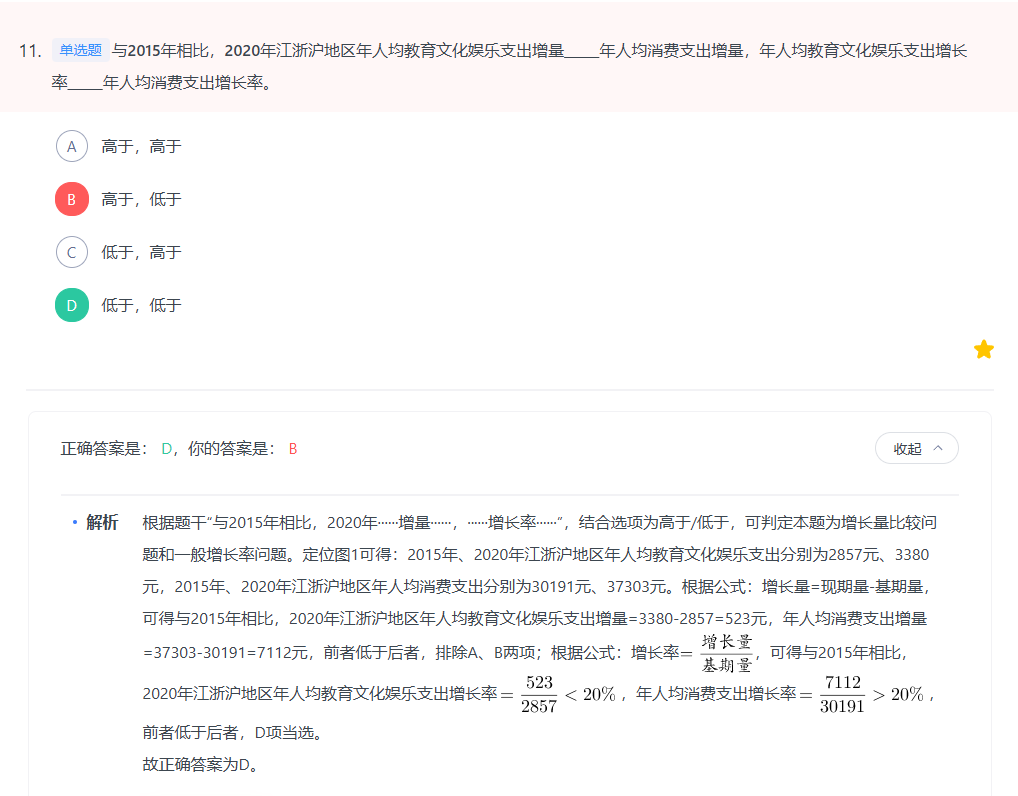 11. 单选题 与2015年相比，2020年江浙沪地区年人均教育文化娱乐支出增量_____年人均消费支出增量，年人均教育文化娱乐支出增长
率_____年人均消费支出增长率。
A 高于，高于
B 高于，低于
C 低于，高于
D 低于，低于
正确答案是： D，你的答案是： B
收起
• 解析 根据题干“与2015年相比，2020年······增量······，······增长率······”，结合选项为高于/低于，可判定本题为增长量比较问
题和一般增长率问题。定位图1可得：2015年、2020年江浙沪地区年人均教育文化娱乐支出分别为2857元、3380
元，2015年、2020年江浙沪地区年人均消费支出分别为30191元、37303元。根据公式：增长量=现期量-基期量，
可得与2015年相比，2020年江浙沪地区年人均教育文化娱乐支出增量=3380-2857=523元，年人均消费支出增量
=37303-30191=7112元，前者低于后者，排除A、B两项；根据公式：增长率= 增长量/基期量，可得与2015年相比，
2020年江浙沪地区年人均教育文化娱乐支出增长率= 523/2857 < 20%，年人均消费支出增长率= 7112/30191 > 20%，
前者低于后者，D项当选。
故正确答案为D。